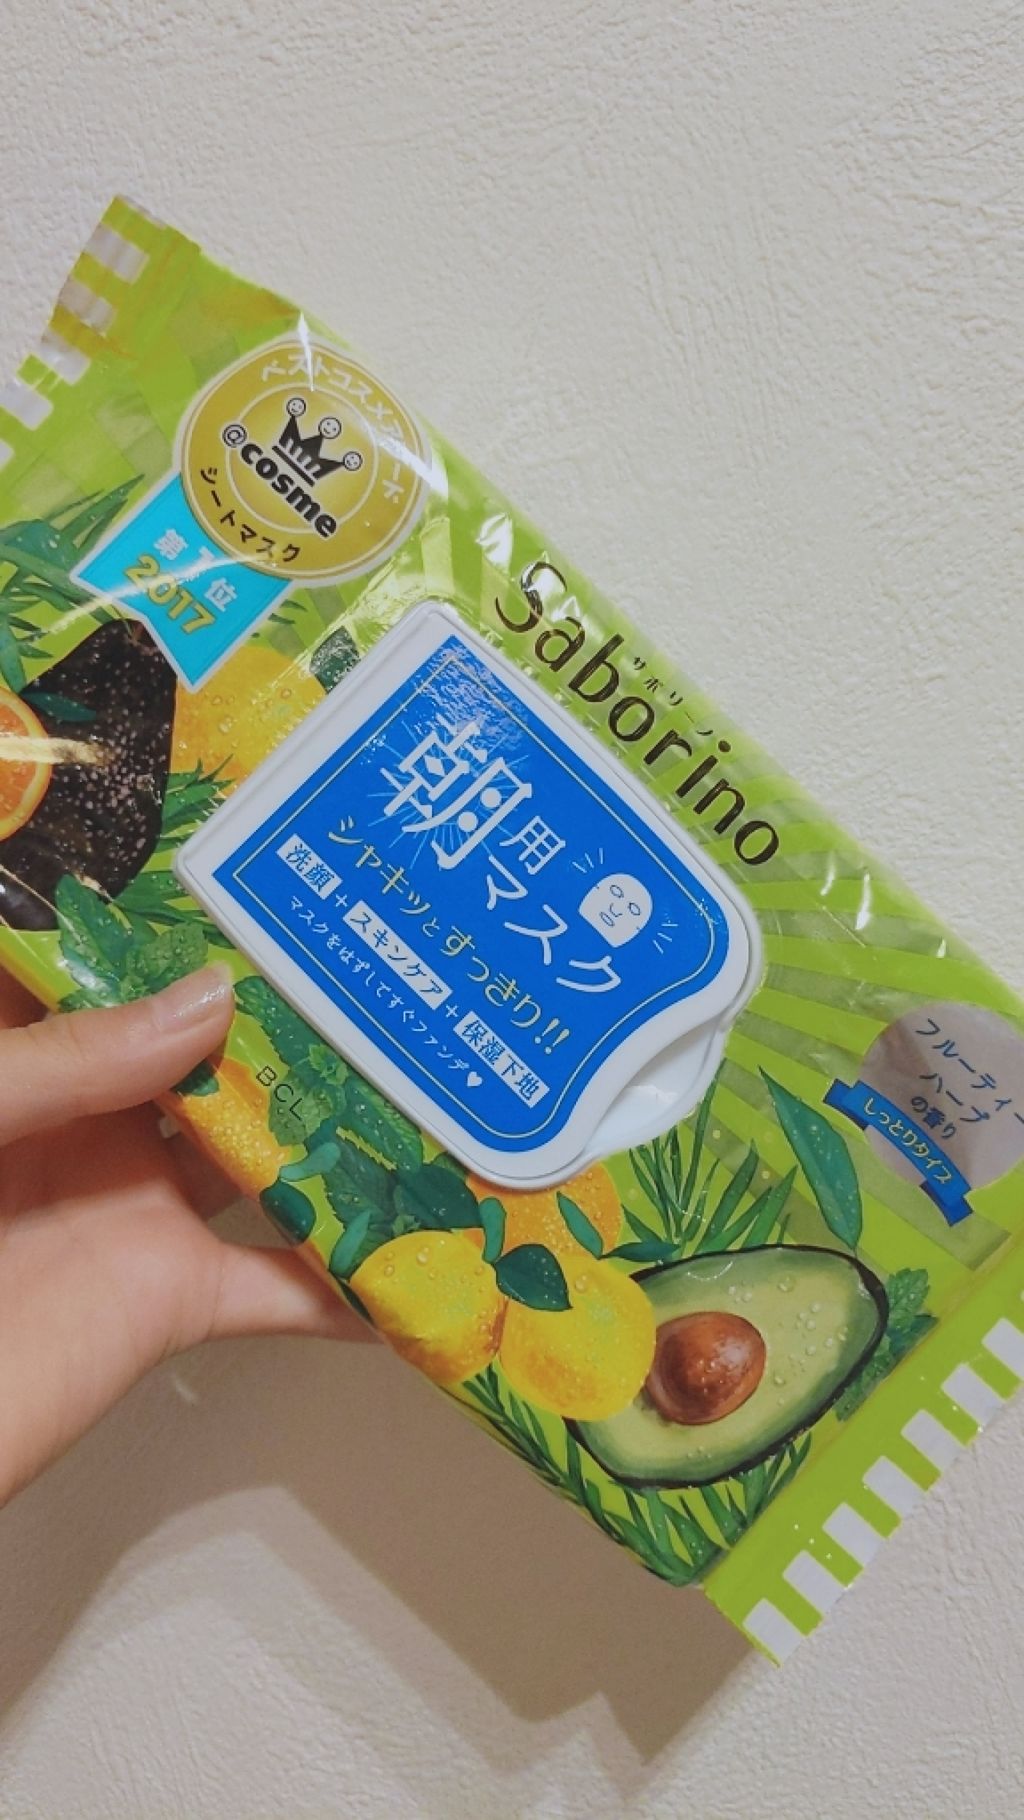 ベストコスメアワード
@cosme
シートマスク
第1位
2017
Saborino
サボリーノ
朝用マスク
シャキッとすっきり!!
洗顔+スキンケア+保湿下地
マスクをはずしてすぐファンデ♥
BCL
フルーティー
ハーブ
の香り
しっとりタイプ